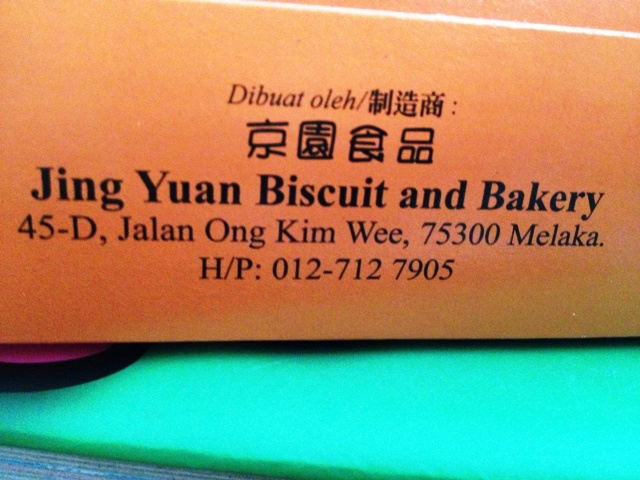 Dibuat oleh/制造商 :
京園食品
Jing Yuan Biscuit and Bakery
45-D, Jalan Ong Kim Wee, 75300 Melaka.
H/P: 012-712 7905